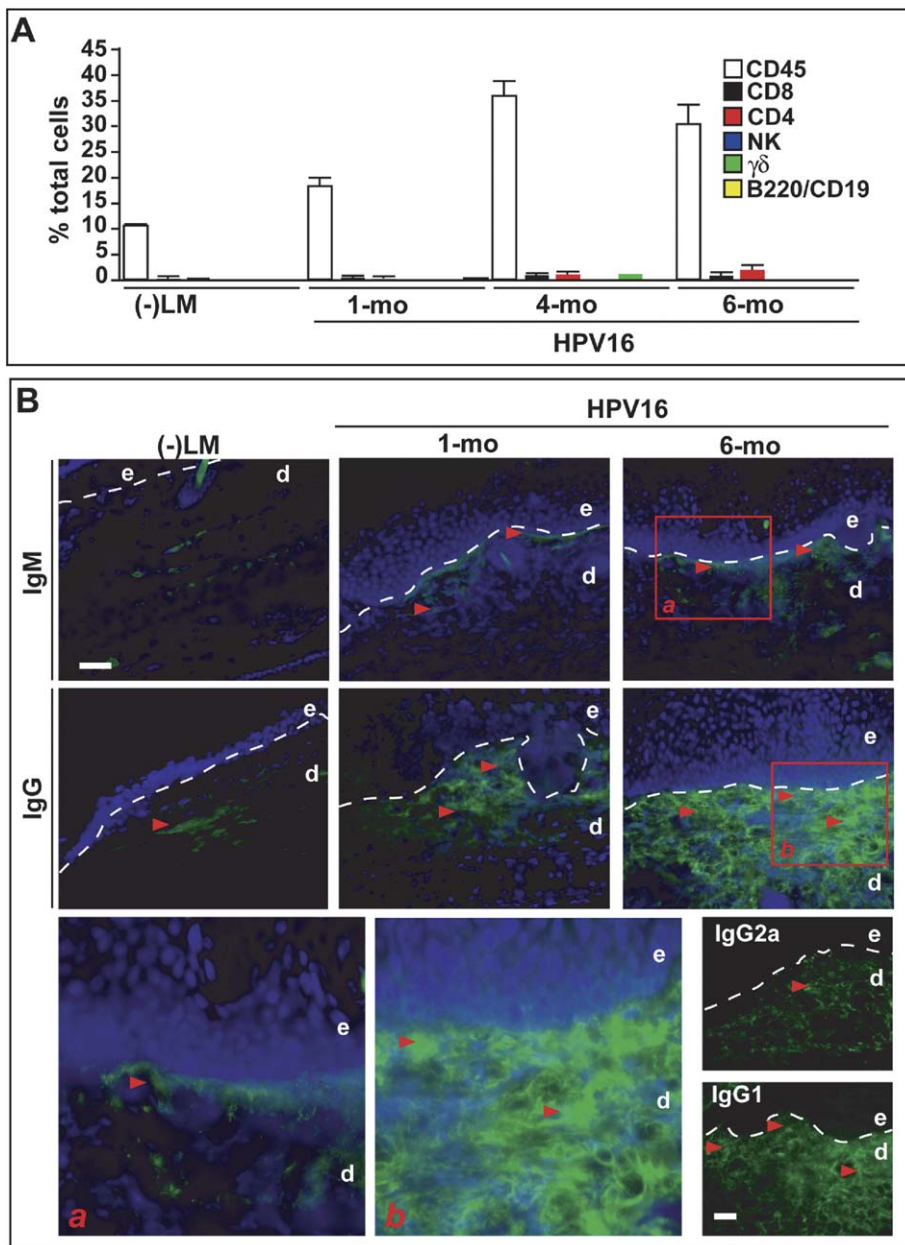 A
% total cells
45
40
35
30
25
20
15
10
5
0
CD45
CD8
CD4
NK
γδ
B220/CD19
(-)LM
1-mo
4-mo
6-mo
HPV16
B
HPV16
(-)LM
1-mo
6-mo
IgM
e
d
e
d
e
d
a
IgG
e
d
e
d
e
d
b
e
d
a
e
d
b
IgG2a
e
d
IgG1
e
d